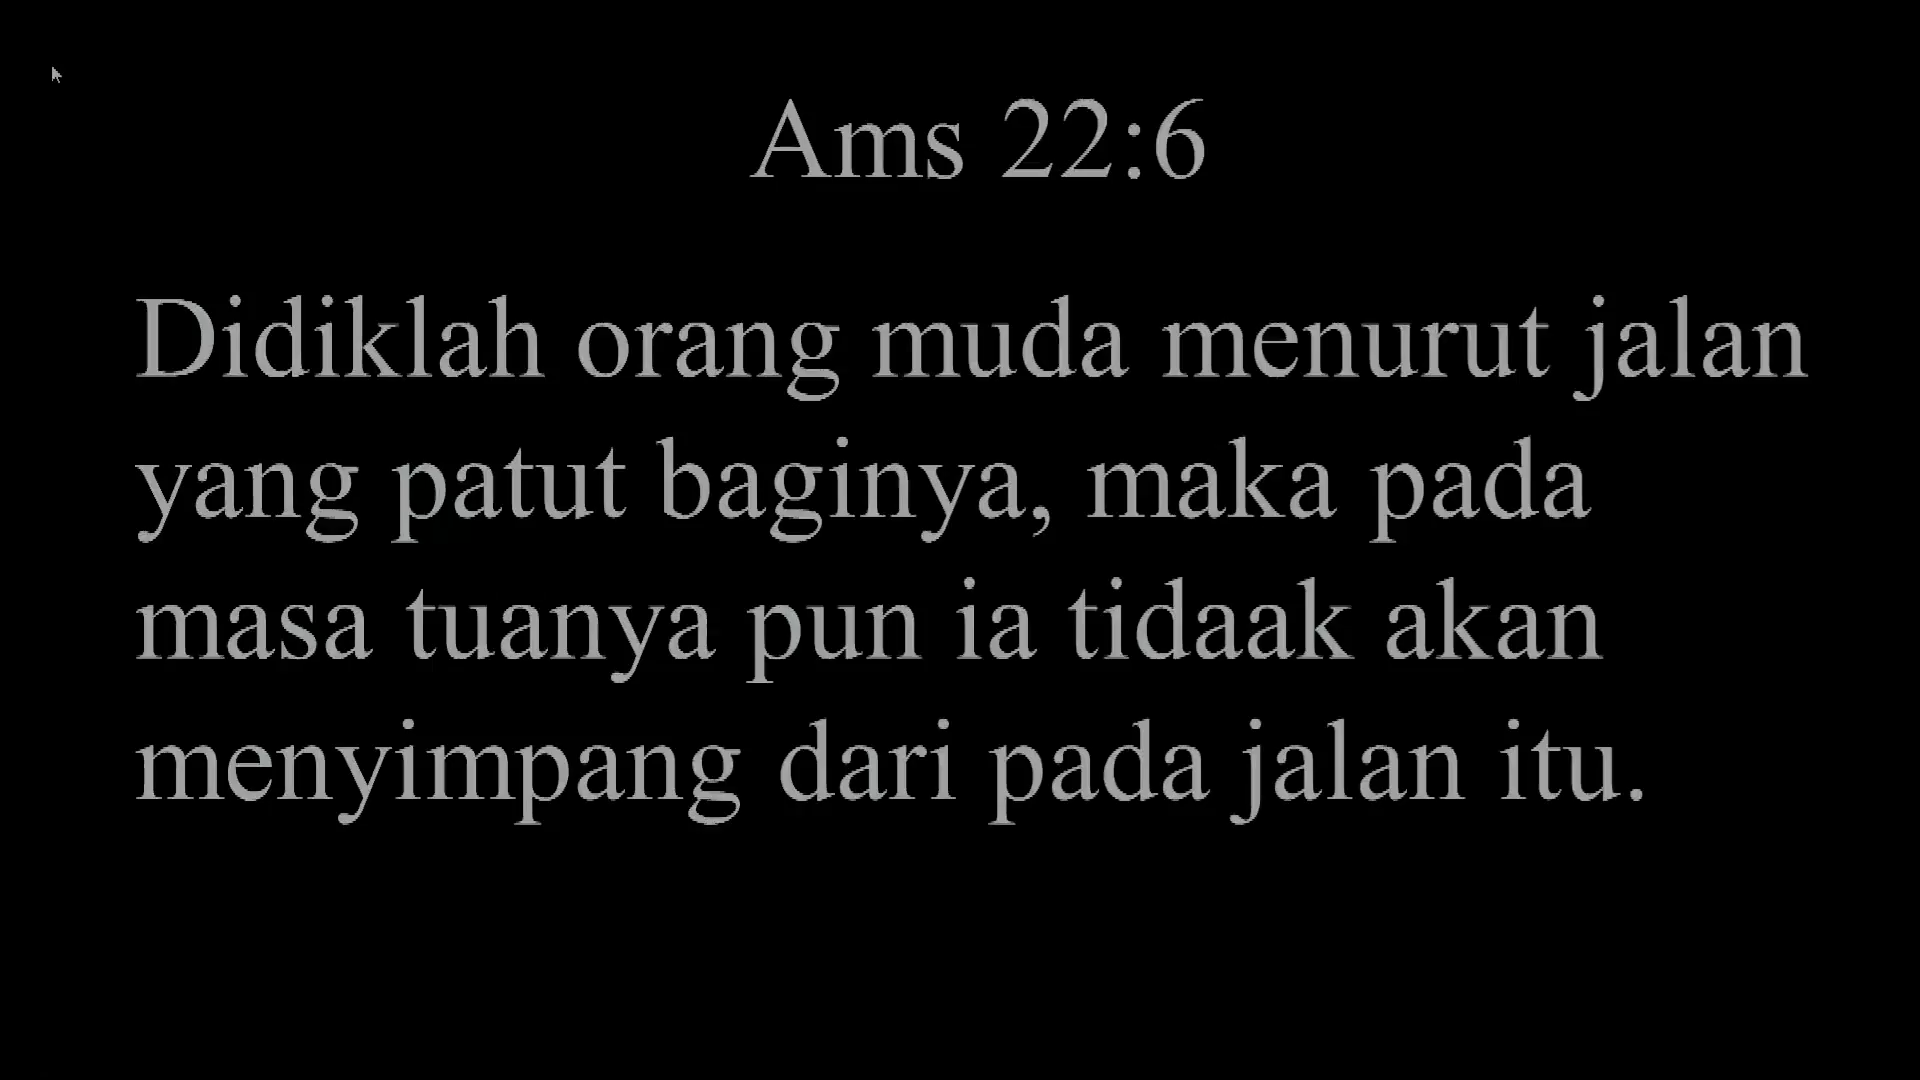 Ams 22:6
Didiklah orang muda menurut jalan
yang patut baginya, maka pada
masa tuanya pun ia tidaak akan
menyimpang dari pada jalan itu.